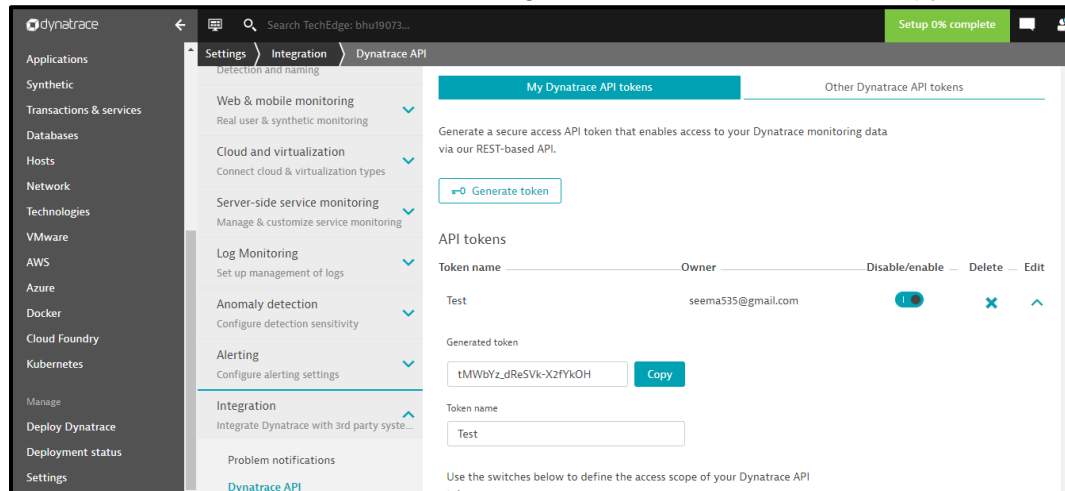 dynatrace
Search TechEdge: bhu19073...
Setup 0% complete
Applications
Synthetic
Transactions & services
Databases
Hosts
Network
Technologies
VMware
AWS
Azure
Docker
Cloud Foundry
Kubernetes
Manage
Deploy Dynatrace
Deployment status
Settings
Settings
Integration
Dynatrace API
Detection and naming
Web & mobile monitoring
Real user & synthetic monitoring
Cloud and virtualization
Connect cloud & virtualization types
Server-side service monitoring
Manage & customize service monitoring
Log Monitoring
Set up management of logs
Anomaly detection
Configure detection sensitivity
Alerting
Configure alerting settings
Integration
Integrate Dynatrace with 3rd party syste...
Problem notifications
Dynatrace API
My Dynatrace API tokens
Other Dynatrace API tokens
Generate a secure access API token that enables access to your Dynatrace monitoring data
via our REST-based API.
Generate token
API tokens
Token name Owner Disable/enable Delete Edit
Test seema535@gmail.com
Generated token
tMWbYz_dReSVk-X2fYkOH
Copy
Token name
Test
Use the switches below to define the access scope of your Dynatrace API